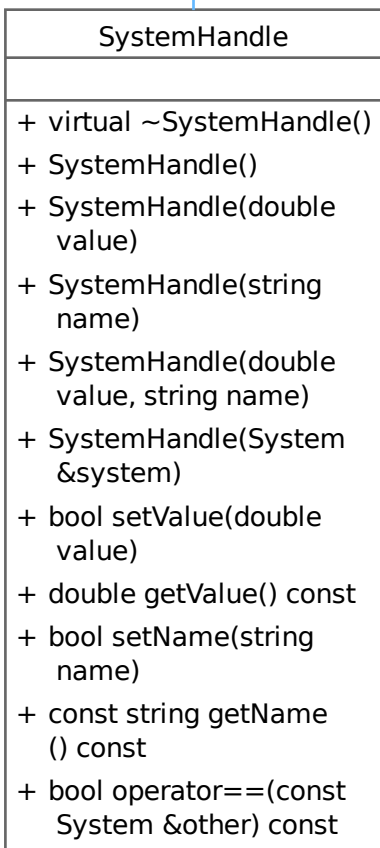 SystemHandle
+ virtual ~SystemHandle()
+ SystemHandle()
+ SystemHandle(double
value)
+ SystemHandle(string
name)
+ SystemHandle(double
value, string name)
+ SystemHandle(System
&system)
+ bool setValue(double
value)
+ double getValue() const
+ bool setName(string
name)
+ const string getName
() const
+ bool operator==(const
System &other) const